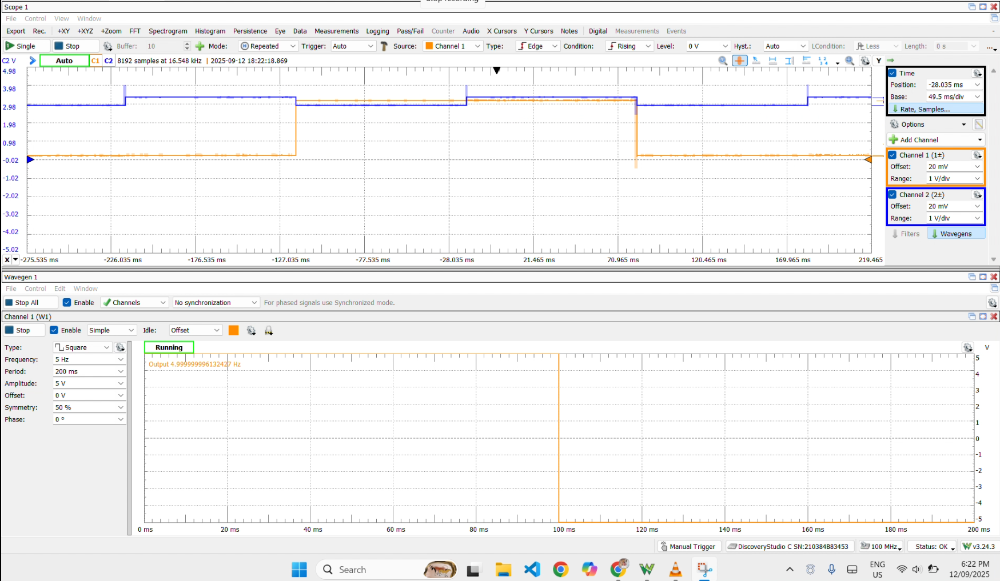 Stop recording
Scope 1
File Control View Window
Export Rec. +XY +XYZ +Zoom FFT Spectrogram Histogram Persistence Eye Data Measurements Logging Pass/Fail Counter Audio X Cursors Y Cursors Notes Digital Measurements Events
Single Stop Buffer: 10 Mode: Repeated Trigger: Auto Source: Channel 1 Type: Edge Condition: Rising Level: 0 V Hyst.: Auto LCondition: Less Length: 0 s ...
C2 V Auto C1 C2 8192 samples at 16.548 kHz | 2025-09-12 18:22:18.869 Y
4.98
3.98
2.98
1.98
0.98
-0.02
-1.02
-2.02
-3.02
-4.02
-5.02
X -275.535 ms -226.035 ms -176.535 ms -127.035 ms -77.535 ms -28.035 ms 21.465 ms 70.965 ms 120.465 ms 169.965 ms 219.465
Time
Position: -28.035 ms
Base: 49.5 ms/div
Rate, Samples...
Options
Add Channel
Channel 1 (1±)
Offset: 20 mV
Range: 1 V/div
Channel 2 (2±)
Offset: 20 mV
Range: 1 V/div
Filters Wavegens
Wavegen 1
File Control Edit Window
Stop All Enable Channels No synchronization For phased signals use Synchronized mode.
Channel 1 (W1)
Stop Enable Simple Idle: Offset
Type: Square
Frequency: 5 Hz
Period: 200 ms
Amplitude: 5 V
Offset: 0 V
Symmetry: 50 %
Phase: 0 º
Running V
Output 4.999999996132427 Hz
5
4
3
2
1
0
-1
-2
-3
-4
-5
0 ms 20 ms 40 ms 60 ms 80 ms 100 ms 120 ms 140 ms 160 ms 180 ms 200 ms
Manual Trigger DiscoveryStudio C SN:210384B83453 100 MHz Status: OK v3.24.3
Search
ENG
US
6:22 PM
12/09/2025